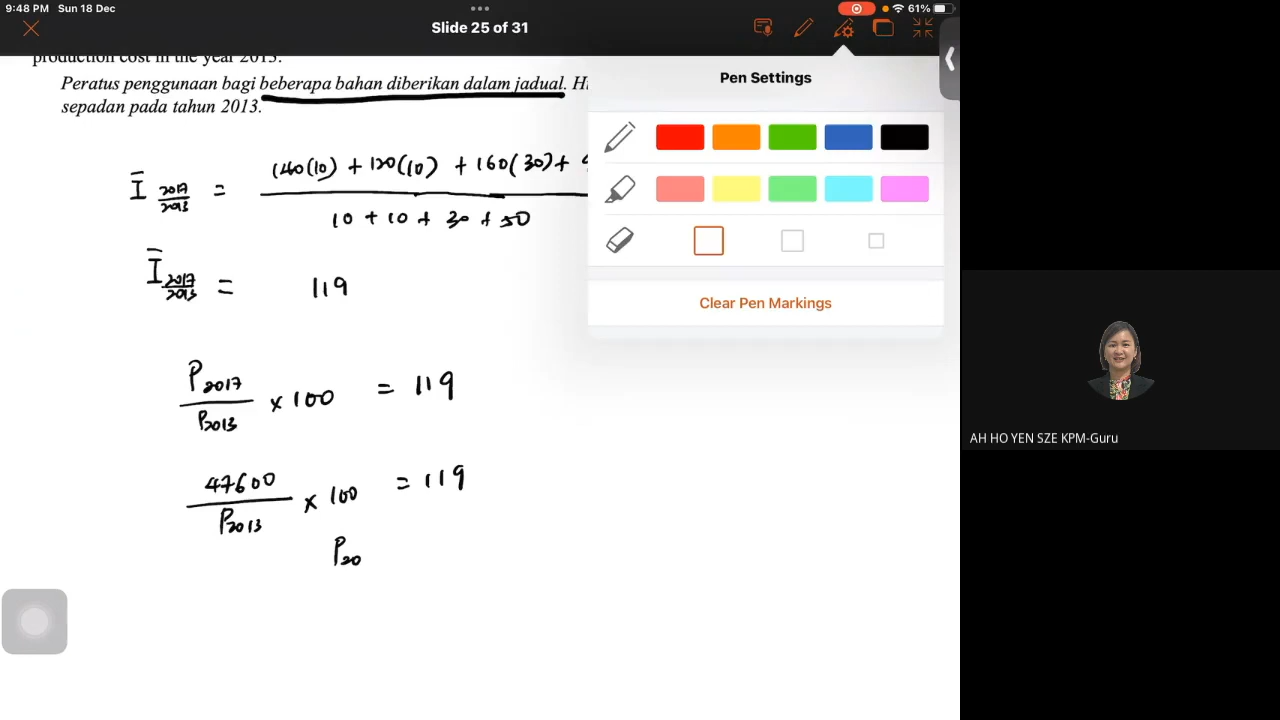 9:48 PM Sun 18 Dec
61%
Slide 25 of 31
production cost in the year 2013.
Peratus penggunaan bagi beberapa bahan diberikan dalam jadual. Hi
sepadan pada tahun 2013.
Pen Settings
Clear Pen Markings
Ī 2017/2013 = 140(10) + 120(10) + 160(30) +
10 + 10 + 30 + 50
Ī 2017/2013 = 119
P2017/P2013 × 100 = 119
47600/P2013 × 100 = 119
P20
AH HO YEN SZE KPM-Guru